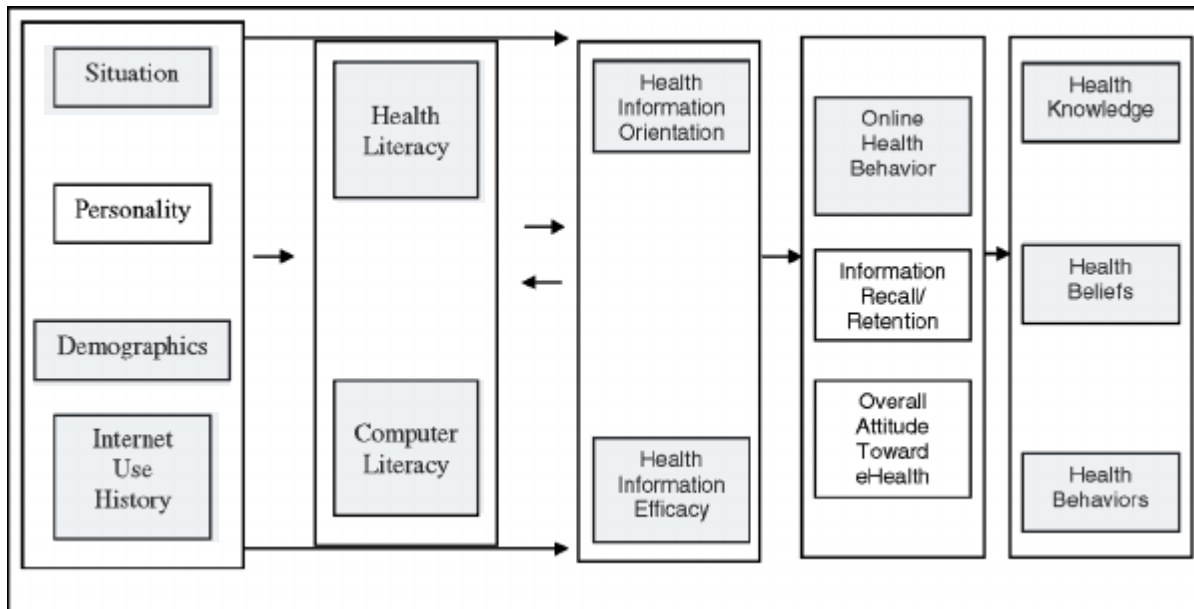 Situation
Personality
Demographics
Internet
Use
History
Health
Literacy
Computer
Literacy
Health
Information
Orientation
Health
Information
Efficacy
Online
Health
Behavior
Information
Recall/
Retention
Overall
Attitude
Toward
eHealth
Health
Knowledge
Health
Beliefs
Health
Behaviors